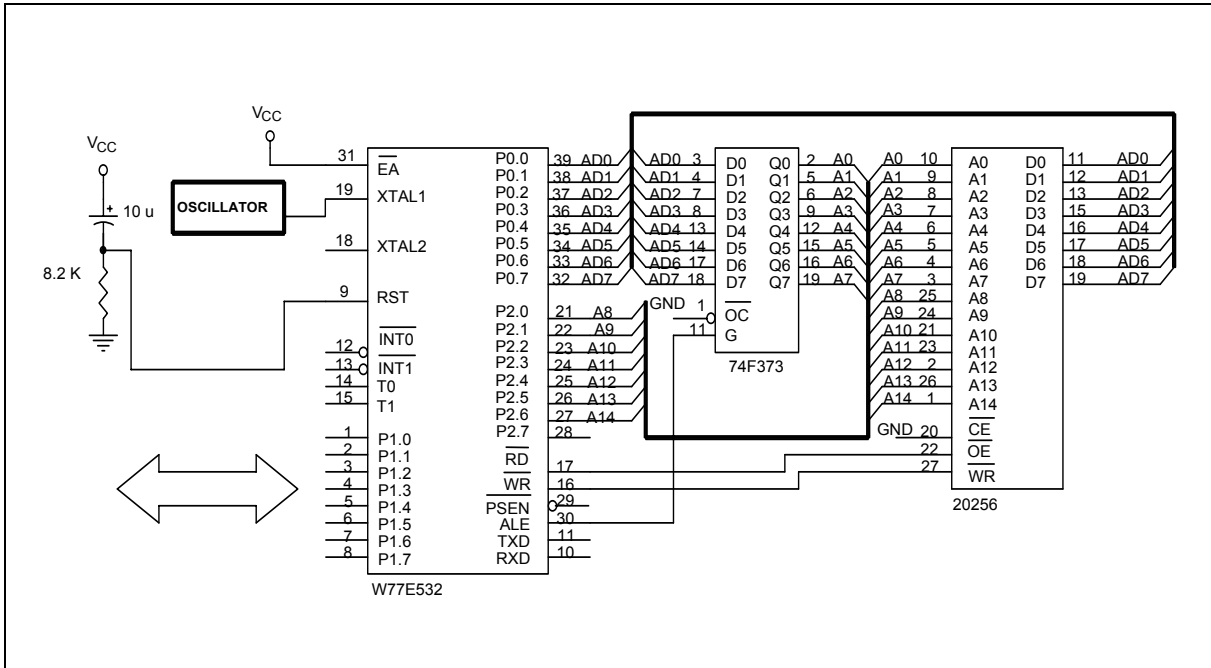 VCC
VCC
10 u
8.2 K
OSCILLATOR
31 EA
19 XTAL1
18 XTAL2
9 RST
12 INT0
13 INT1
14 T0
15 T1
1 P1.0
2 P1.1
3 P1.2
4 P1.3
5 P1.4
6 P1.5
7 P1.6
8 P1.7
P0.0 39 AD0
P0.1 38 AD1
P0.2 37 AD2
P0.3 36 AD3
P0.4 35 AD4
P0.5 34 AD5
P0.6 33 AD6
P0.7 32 AD7
P2.0 21 A8
P2.1 22 A9
P2.2 23 A10
P2.3 24 A11
P2.4 25 A12
P2.5 26 A13
P2.6 27 A14
P2.7 28
RD 17
WR 16
PSEN 29
ALE 30
TXD 11
RXD 10
W77E532
AD0 3 D0 Q0 2 A0
AD1 4 D1 Q1 5 A1
AD2 7 D2 Q2 6 A2
AD3 8 D3 Q3 9 A3
AD4 13 D4 Q4 12 A4
AD5 14 D5 Q5 15 A5
AD6 17 D6 Q6 16 A6
AD7 18 D7 Q7 19 A7
GND 1 OC
11 G
74F373
A0 10 A0 D0 11 AD0
A1 9 A1 D1 12 AD1
A2 8 A2 D2 13 AD2
A3 7 A3 D3 15 AD3
A4 6 A4 D4 16 AD4
A5 5 A5 D5 17 AD5
A6 4 A6 D6 18 AD6
A7 3 A7 D7 19 AD7
A8 25 A8
A9 24 A9
A10 21 A10
A11 23 A11
A12 2 A12
A13 26 A13
A14 1 A14
GND 20 CE
22 OE
27 WR
20256